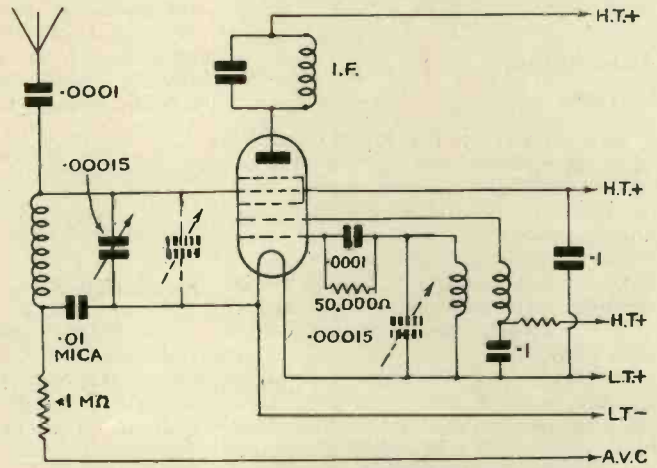 H.T.+
I.F.
·0001
·00015
H.T.+
·0001
·1
50,000Ω
·00015
H.T.+
·01
MICA
·1
L.T.+
·1 MΩ
LT–
A.V.C